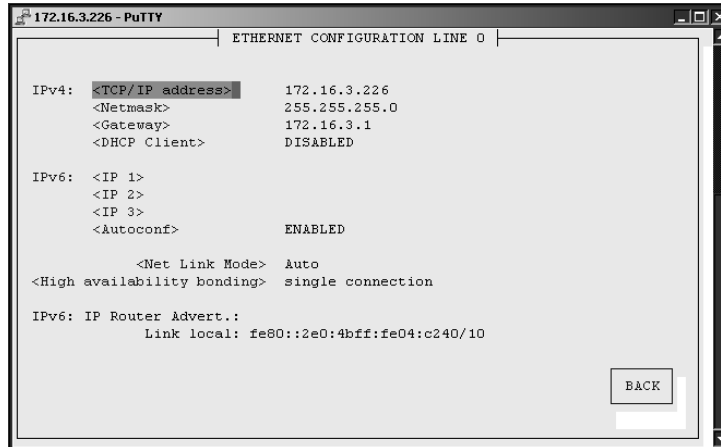 172.16.3.226 - PuTTY
ETHERNET CONFIGURATION LINE 0
IPv4: <TCP/IP address> 172.16.3.226
<Netmask> 255.255.255.0
<Gateway> 172.16.3.1
<DHCP Client> DISABLED
IPv6: <IP 1>
<IP 2>
<IP 3>
<Autoconf> ENABLED
<Net Link Mode> Auto
<High availability bonding> single connection
IPv6: IP Router Advert.:
Link local: fe80::2e0:4bff:fe04:c240/10
BACK